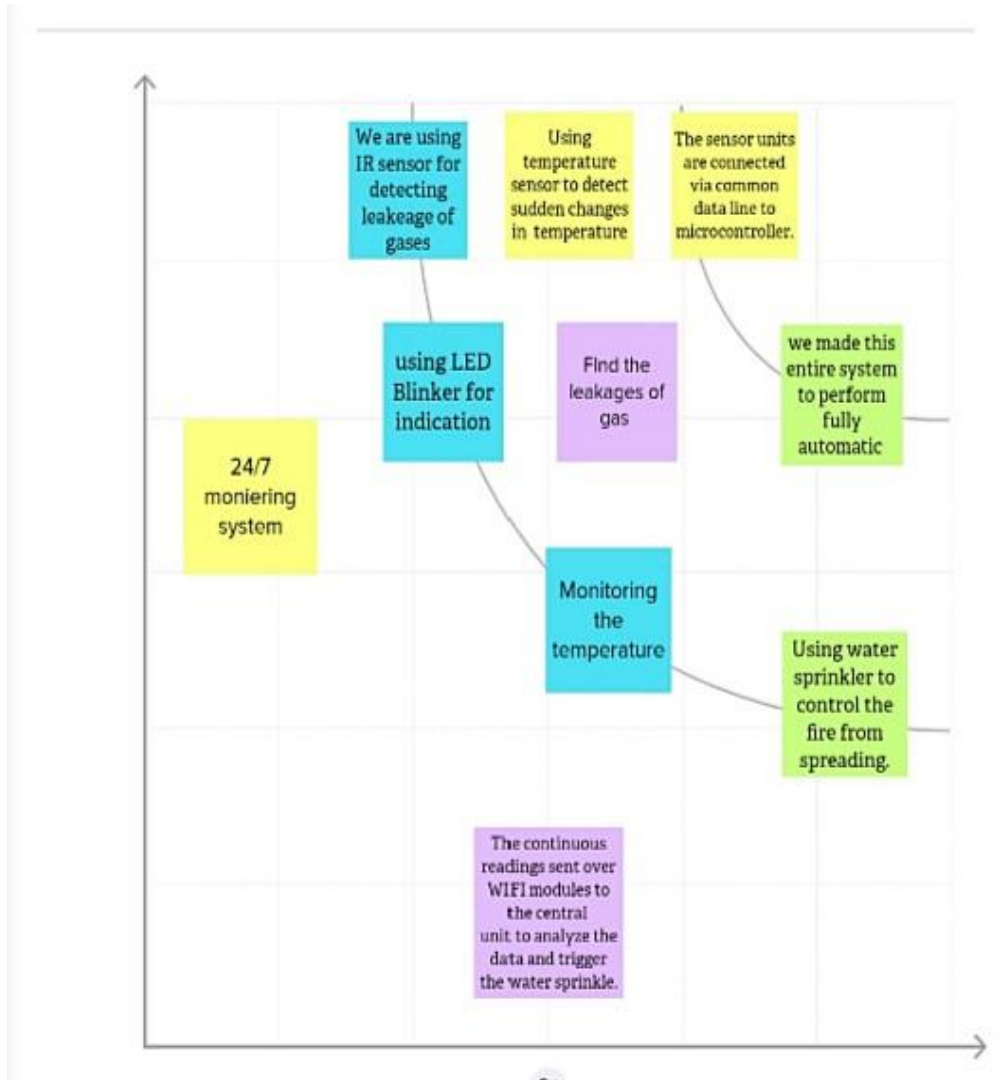 We are using
IR sensor for
detecting
leakeage of
gases
Using
temperature
sensor to detect
sudden changes
in temperature
The sensor units
are connected
via common
data line to
microcontroller.
using LED
Blinker for
indication
FInd the
leakages of
gas
we made this
entire system
to perform
fully
automatic
24/7
moniering
system
Monitoring
the
temperature
Using water
sprinkler to
control the
fire from
spreading.
The continuous
readings sent over
WIFI modules to
the central
unit to analyze the
data and trigger
the water sprinkle.